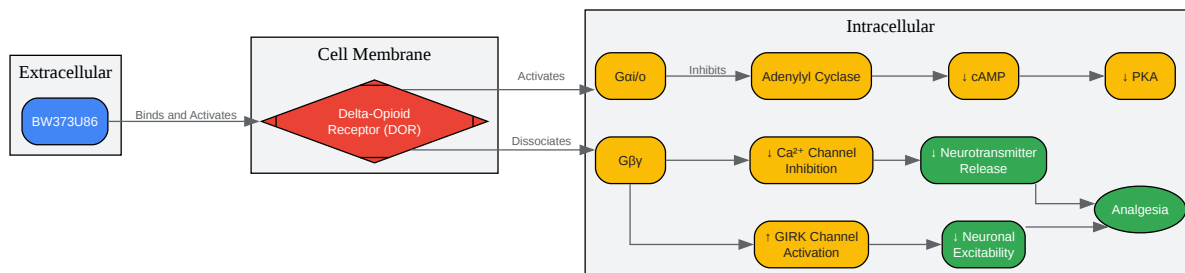 Extracellular
BW373U86
Binds and Activates
Cell Membrane
Delta-Opioid
Receptor (DOR)
Activates
Dissociates
Intracellular
Gαi/o
Inhibits
Adenylyl Cyclase
↓ cAMP
↓ PKA
Gβγ
↓ Ca²⁺ Channel
Inhibition
↓ Neurotransmitter
Release
Analgesia
↑ GIRK Channel
Activation
↓ Neuronal
Excitability